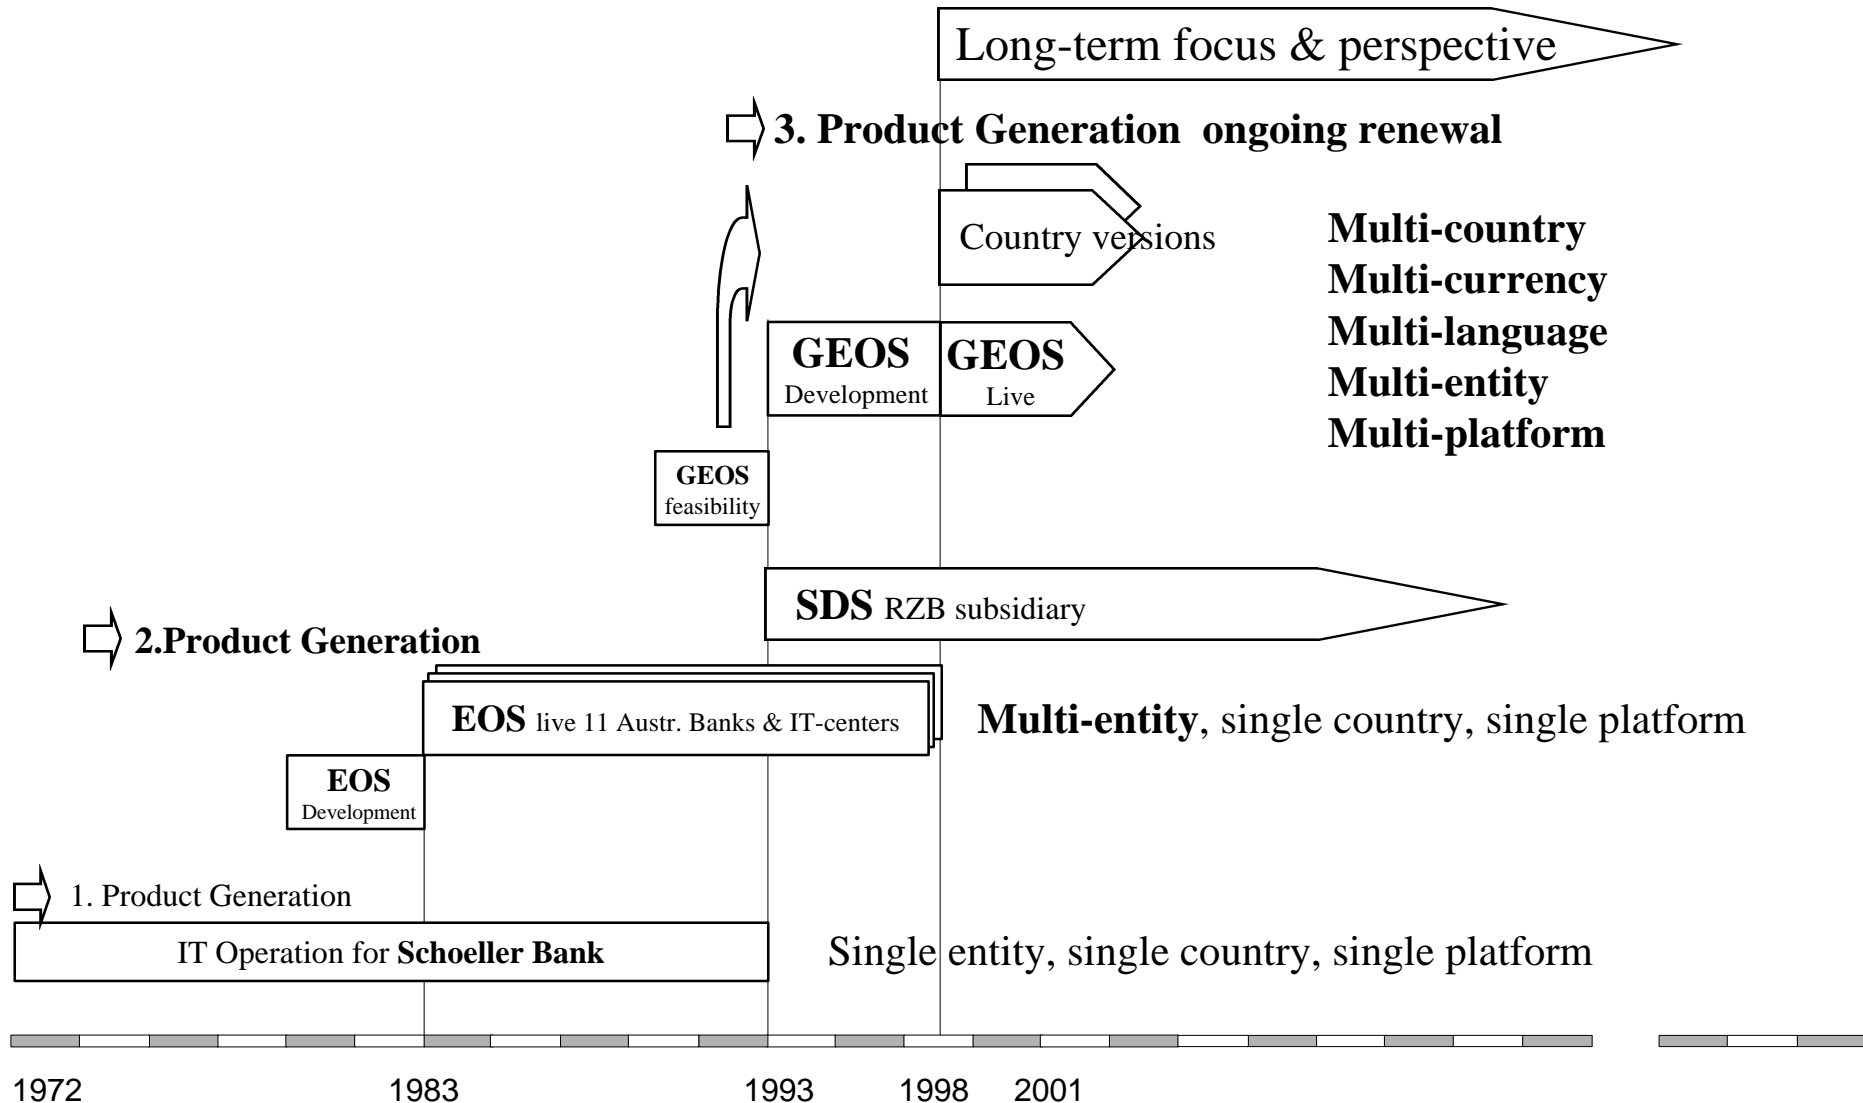 Long-term focus & perspective
3. Product Generation  ongoing renewal
Country versions
Multi-country
Multi-currency
Multi-language
Multi-entity
Multi-platform
GEOS
Development
GEOS
Live
GEOS
feasibility
SDS RZB subsidiary
2.Product Generation
EOS live 11 Austr. Banks & IT-centers
Multi-entity, single country, single platform
EOS
Development
1. Product Generation
IT Operation for Schoeller Bank
Single entity, single country, single platform
1972 1983 1993 1998 2001